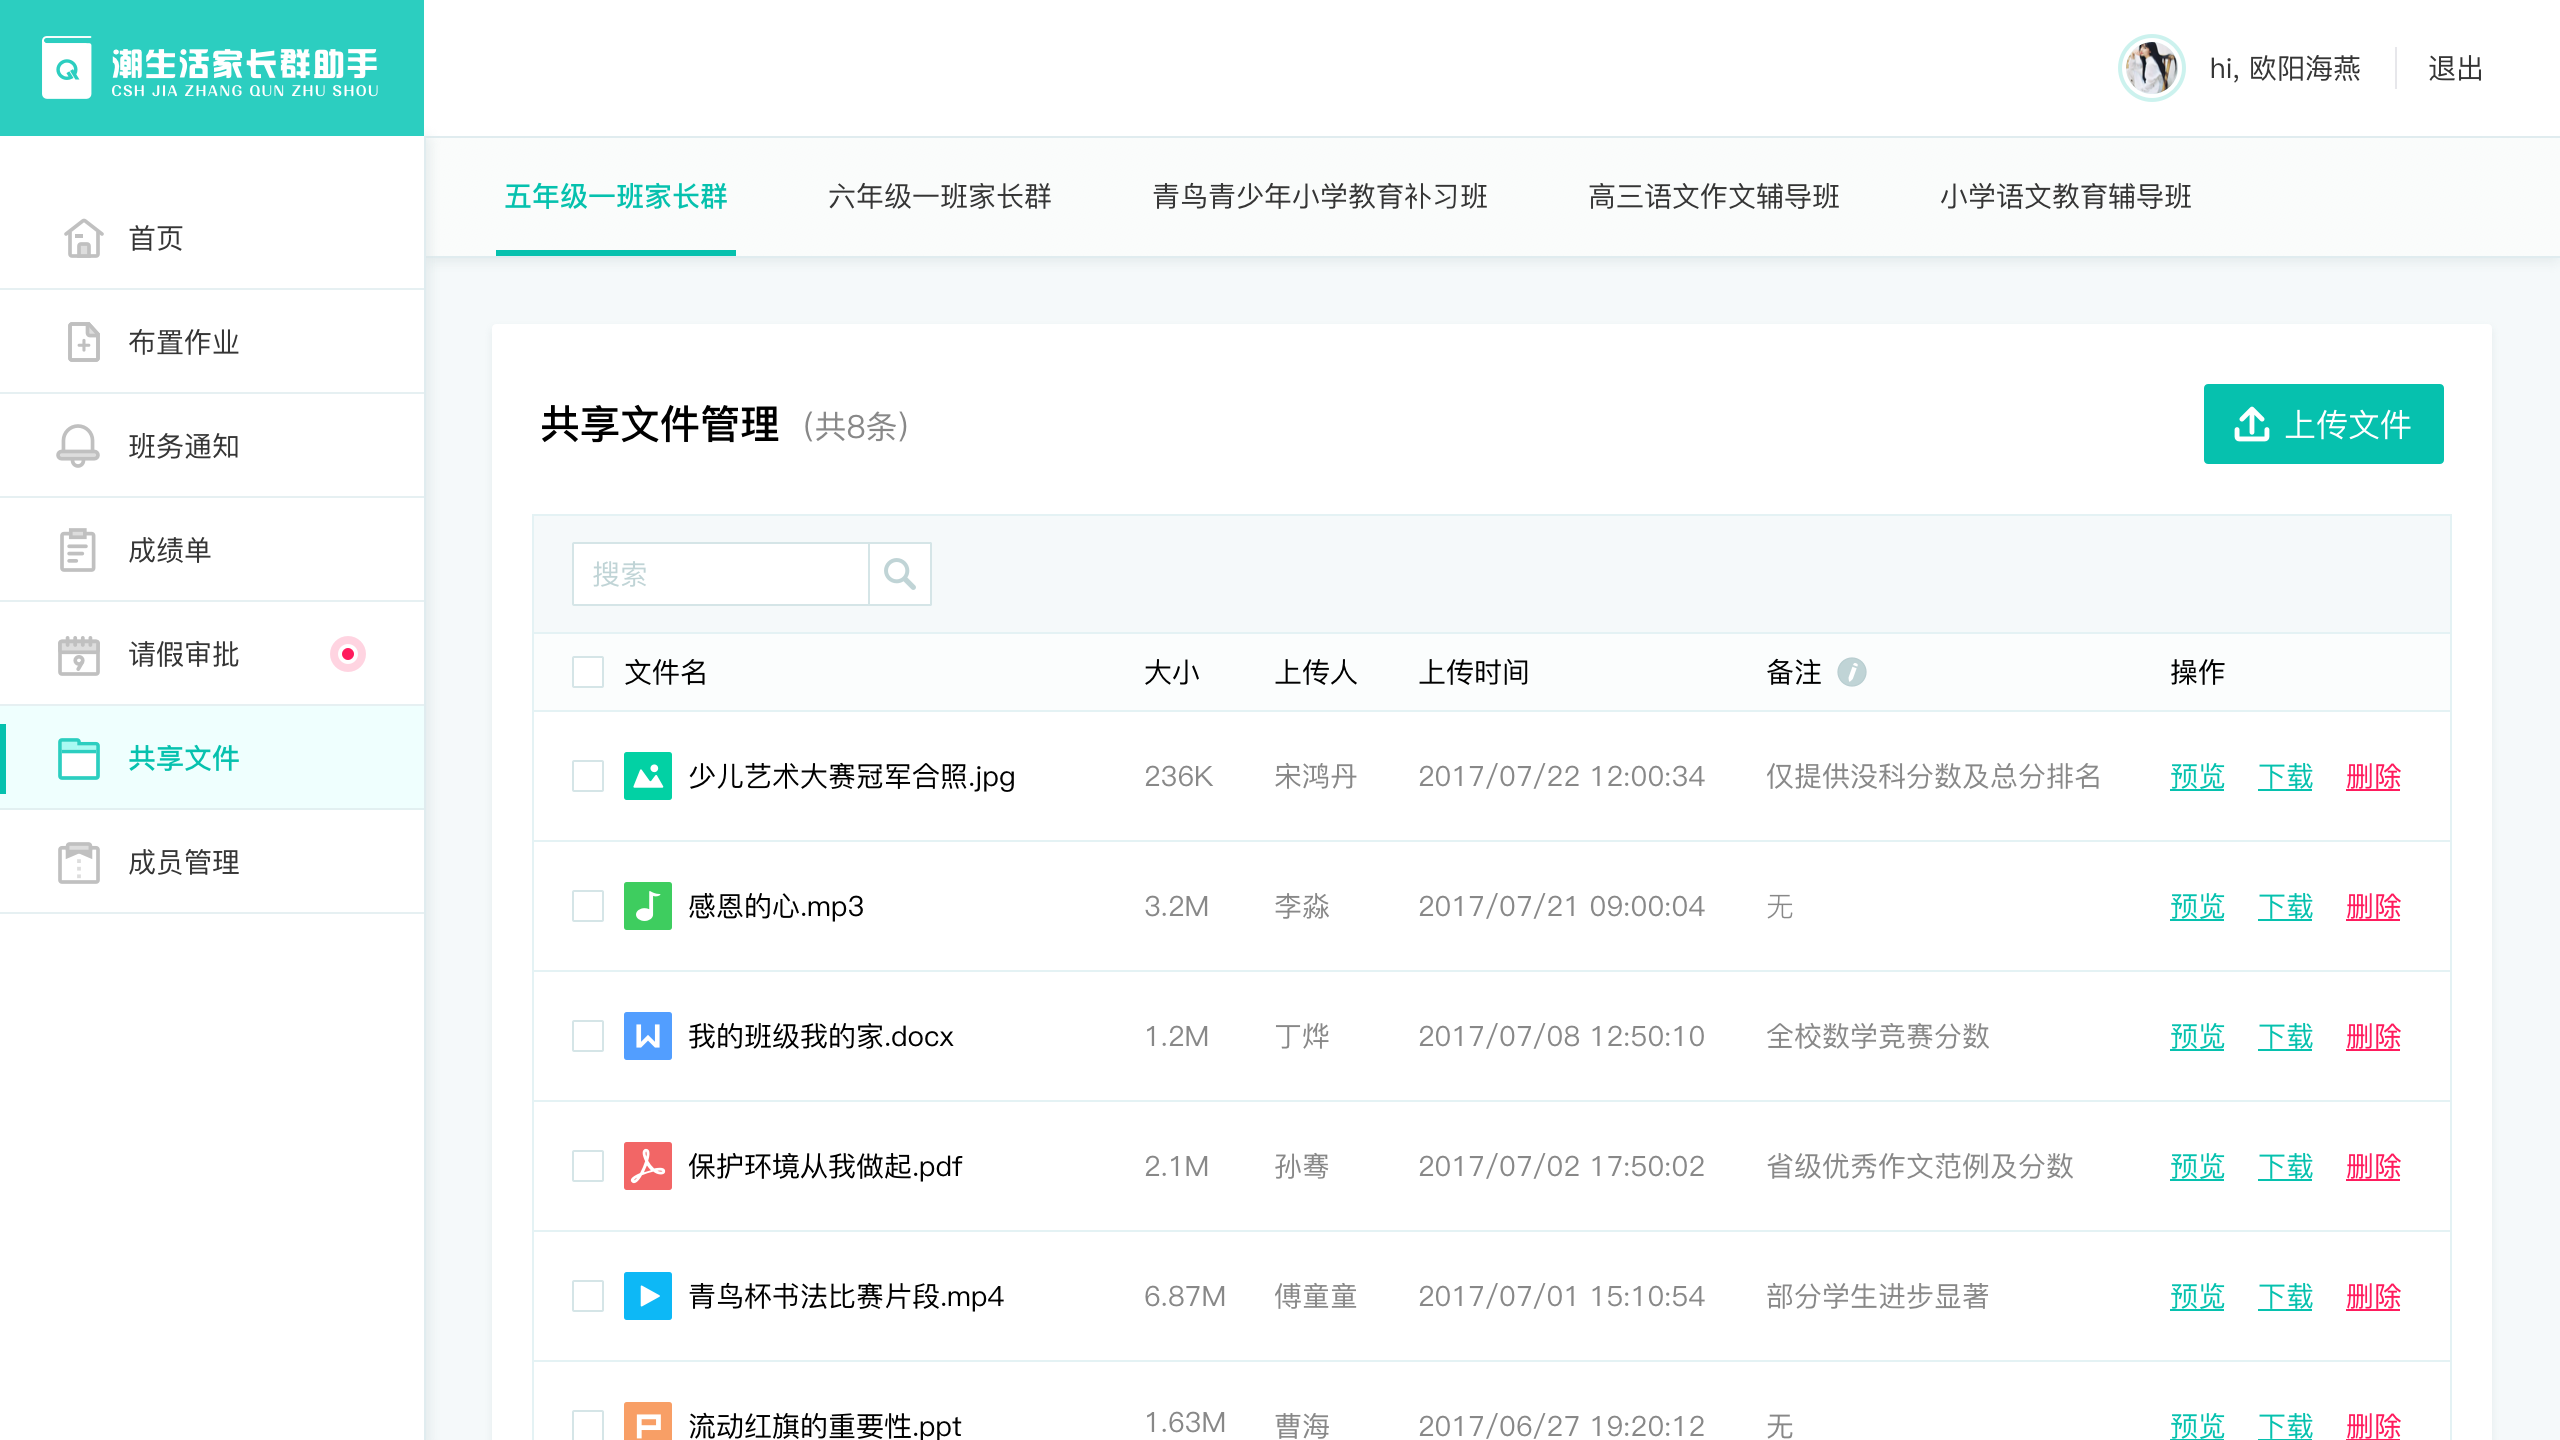 潮生活家长群助手
CSH JIA ZHANG QUN ZHU SHOU
hi, 欧阳海燕 退出
首页
布置作业
班务通知
成绩单
请假审批
共享文件
成员管理
五年级一班家长群 六年级一班家长群 青鸟青少年小学教育补习班 高三语文作文辅导班 小学语文教育辅导班
共享文件管理 (共8条) 上传文件
搜索
文件名 大小 上传人 上传时间 备注 操作
少儿艺术大赛冠军合照.jpg 236K 宋鸿丹 2017/07/22 12:00:34 仅提供没科分数及总分排名 预览 下载 删除
感恩的心.mp3 3.2M 李淼 2017/07/21 09:00:04 无 预览 下载 删除
我的班级我的家.docx 1.2M 丁烨 2017/07/08 12:50:10 全校数学竞赛分数 预览 下载 删除
保护环境从我做起.pdf 2.1M 孙骞 2017/07/02 17:50:02 省级优秀作文范例及分数 预览 下载 删除
青鸟杯书法比赛片段.mp4 6.87M 傅童童 2017/07/01 15:10:54 部分学生进步显著 预览 下载 删除
流动红旗的重要性.ppt 1.63M 曹海 2017/06/27 19:20:12 无 预览 下载 删除